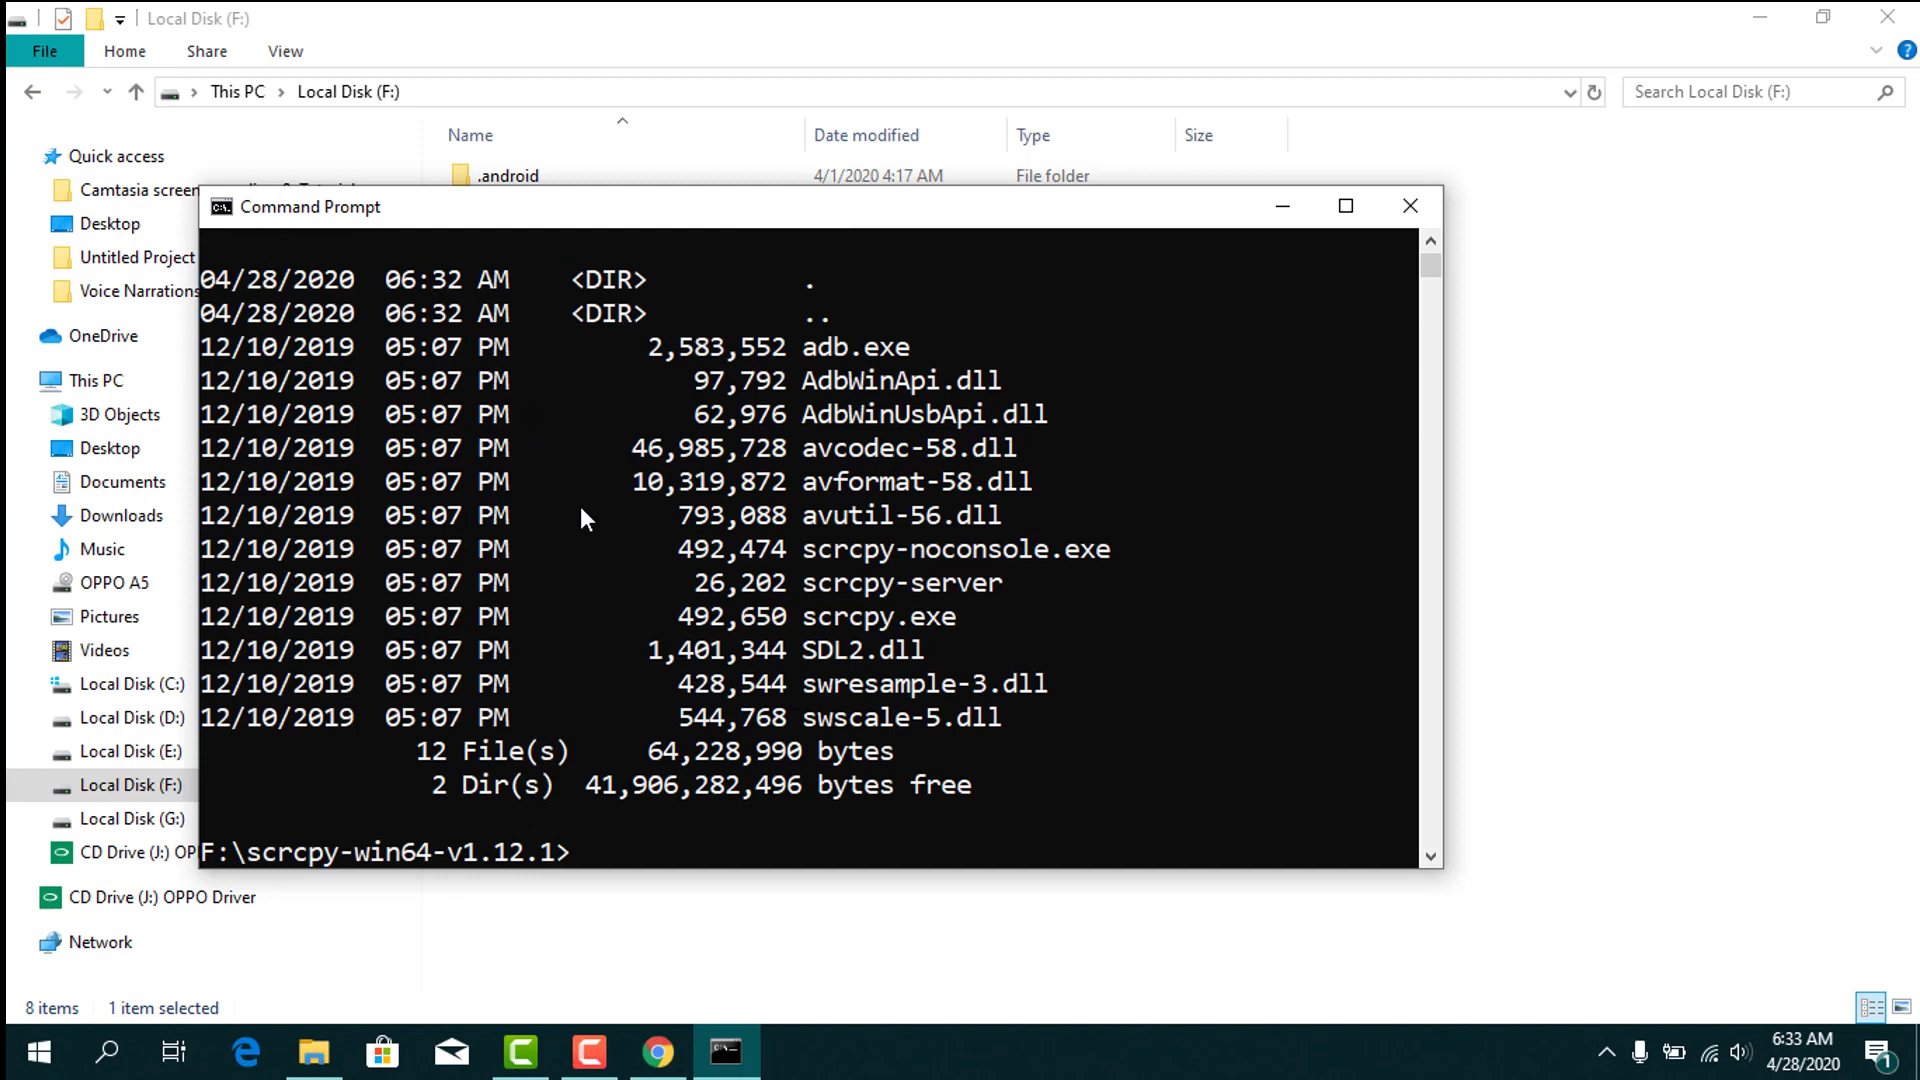 Local Disk (F:)
File Home Share View
This PC Local Disk (F:)
Search Local Disk (F:)
Name Date modified Type Size
.android 4/1/2020 4:17 AM File folder
Quick access
Camtasia screen
Desktop
Untitled Project
Voice Narrations
OneDrive
This PC
3D Objects
Desktop
Documents
Downloads
Music
OPPO A5
Pictures
Videos
Local Disk (C:)
Local Disk (D:)
Local Disk (E:)
Local Disk (F:)
Local Disk (G:)
CD Drive (J:) OP
CD Drive (J:) OPPO Driver
Network
Command Prompt
04/28/2020 06:32 AM <DIR> .
04/28/2020 06:32 AM <DIR> ..
12/10/2019 05:07 PM 2,583,552 adb.exe
12/10/2019 05:07 PM 97,792 AdbWinApi.dll
12/10/2019 05:07 PM 62,976 AdbWinUsbApi.dll
12/10/2019 05:07 PM 46,985,728 avcodec-58.dll
12/10/2019 05:07 PM 10,319,872 avformat-58.dll
12/10/2019 05:07 PM 793,088 avutil-56.dll
12/10/2019 05:07 PM 492,474 scrcpy-noconsole.exe
12/10/2019 05:07 PM 26,202 scrcpy-server
12/10/2019 05:07 PM 492,650 scrcpy.exe
12/10/2019 05:07 PM 1,401,344 SDL2.dll
12/10/2019 05:07 PM 428,544 swresample-3.dll
12/10/2019 05:07 PM 544,768 swscale-5.dll
12 File(s) 64,228,990 bytes
2 Dir(s) 41,906,282,496 bytes free
F:\scrcpy-win64-v1.12.1>
8 items 1 item selected
6:33 AM
4/28/2020
1